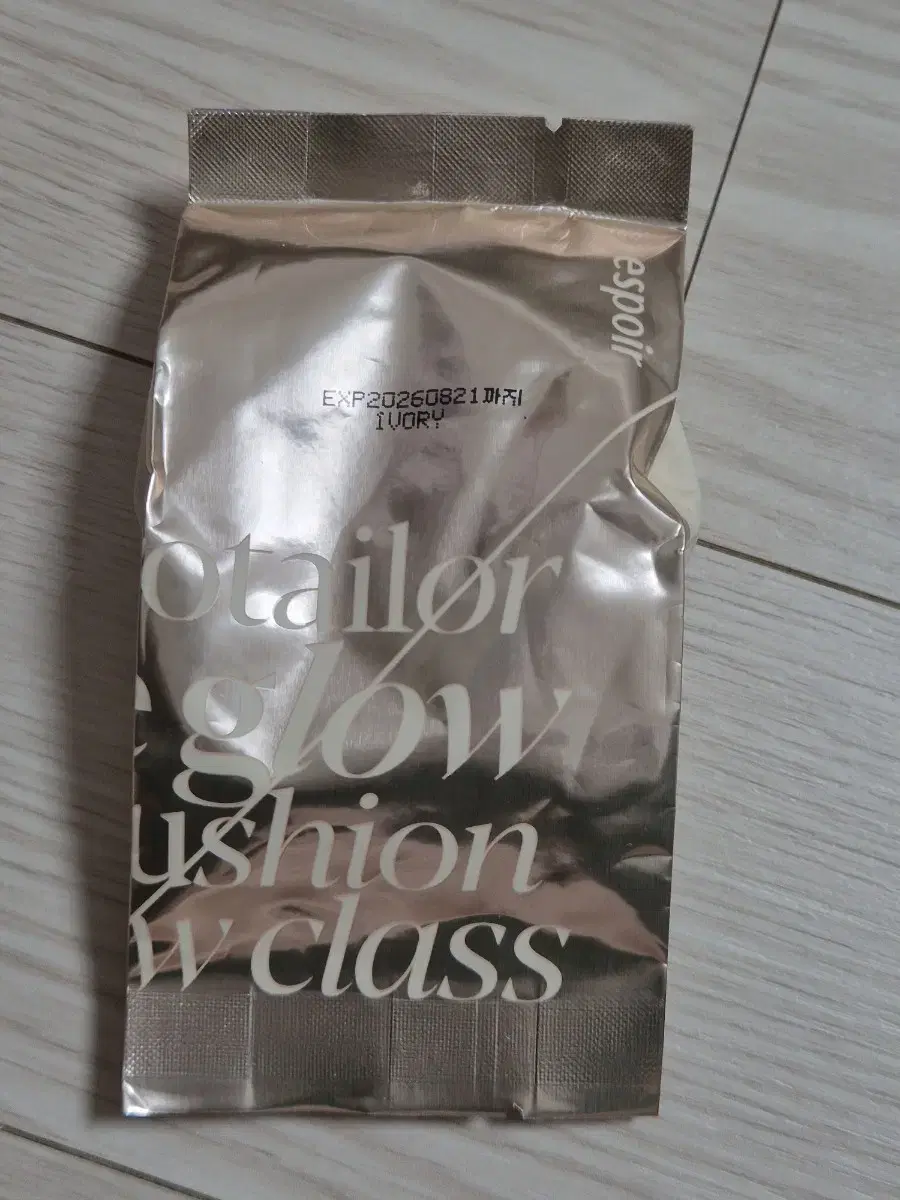 espoir
EXP20260821까지
IVORY
otailor
e glow
ushion
w class